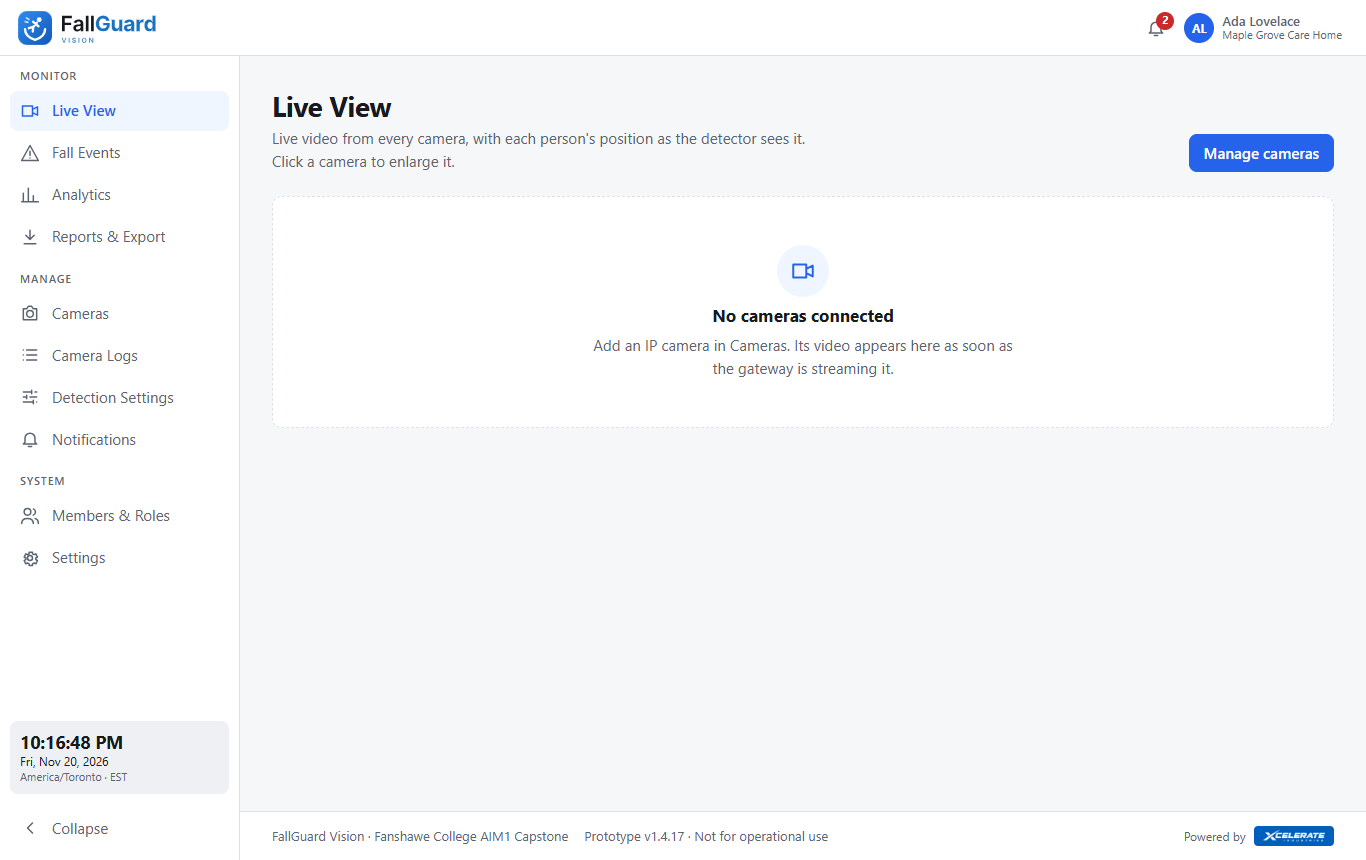 FallGuard
VISION
2
AL
Ada Lovelace
Maple Grove Care Home
MONITOR
Live View
Fall Events
Analytics
Reports & Export
MANAGE
Cameras
Camera Logs
Detection Settings
Notifications
SYSTEM
Members & Roles
Settings
10:16:48 PM
Fri, Nov 20, 2026
America/Toronto · EST
Collapse
Live View
Live video from every camera, with each person's position as the detector sees it.
Click a camera to enlarge it.
Manage cameras
No cameras connected
Add an IP camera in Cameras. Its video appears here as soon as
the gateway is streaming it.
FallGuard Vision · Fanshawe College AIM1 Capstone Prototype v1.4.17 · Not for operational use
Powered by
XCELERATE
INDUSTRIES